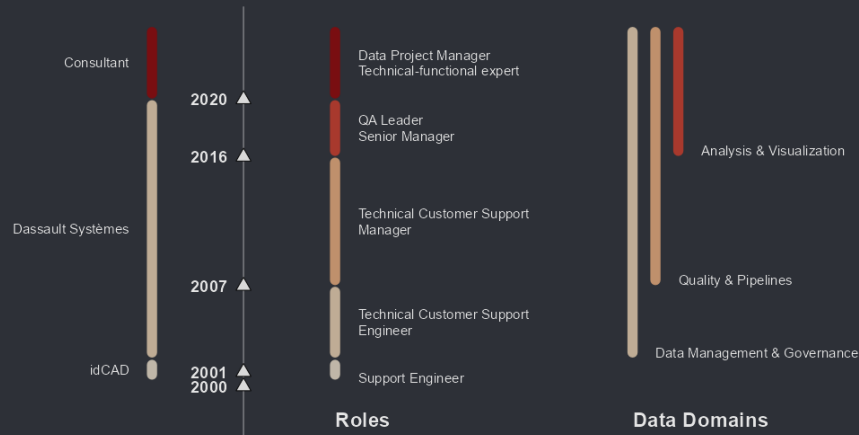 Consultant
Data Project Manager
Technical-functional expert
2020
QA Leader
Senior Manager
2016
Analysis & Visualization
Dassault Systèmes
Technical Customer Support
Manager
2007
Quality & Pipelines
Technical Customer Support
Engineer
Data Management & Governance
idCAD
2001
Support Engineer
2000
Roles
Data Domains